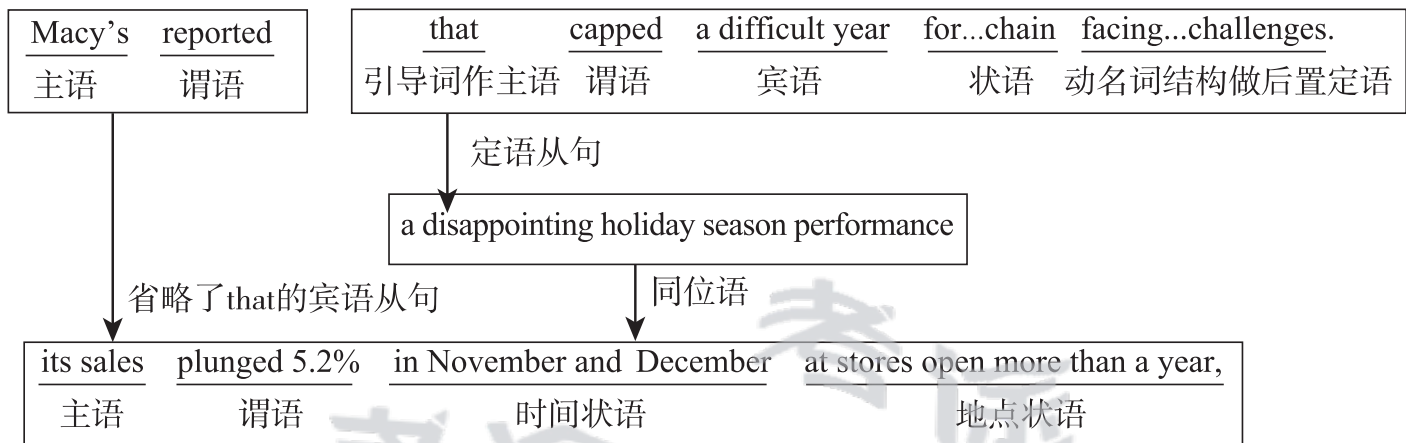 Macy's reported
主语 谓语
that capped a difficult year for...chain facing...challenges.
引导词作主语 谓语 宾语 状语 动名词结构做后置定语
定语从句
a disappointing holiday season performance
省略了that的宾语从句
同位语
its sales plunged 5.2% in November and December at stores open more than a year,
主语 谓语 时间状语 地点状语